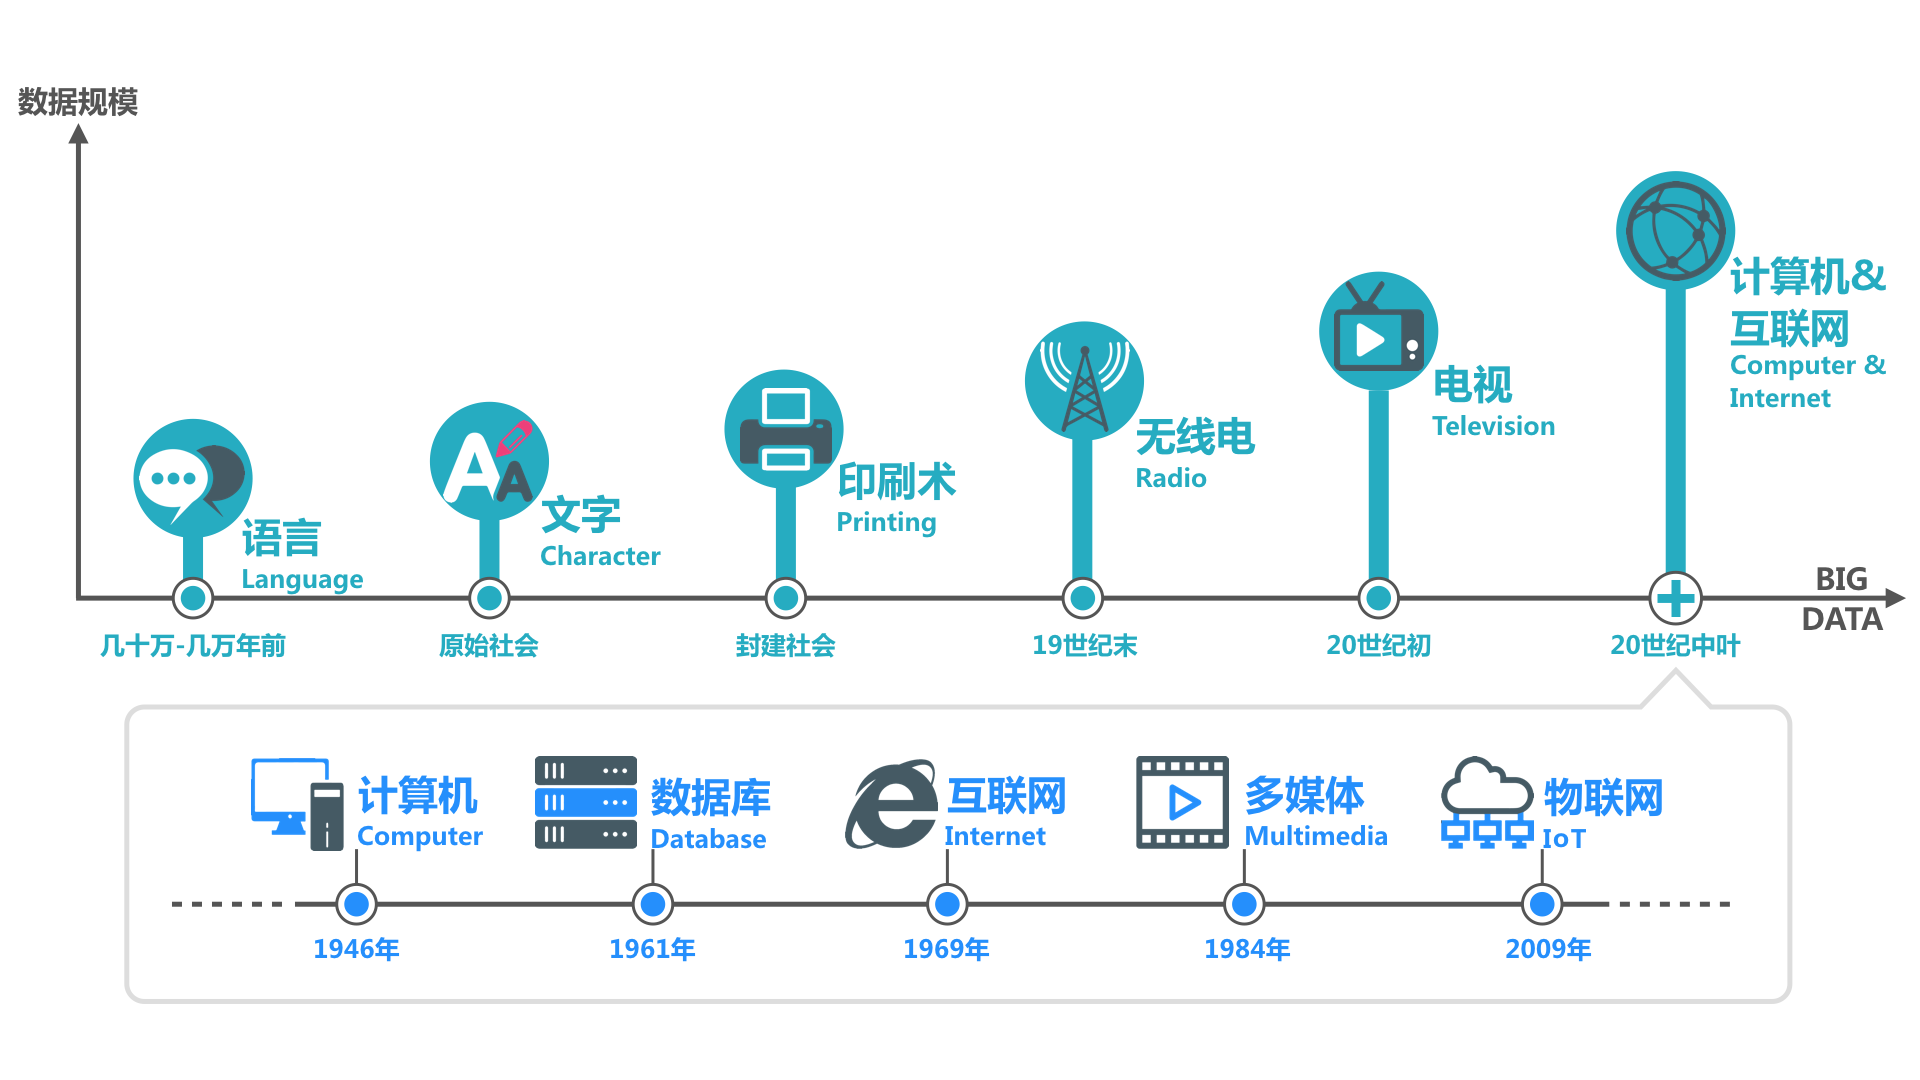 数据规模
语言
Language
文字
Character
印刷术
Printing
无线电
Radio
电视
Television
计算机&
互联网
Computer &
Internet
BIG
DATA
几十万-几万年前
原始社会
封建社会
19世纪末
20世纪初
20世纪中叶
计算机
Computer
数据库
Database
互联网
Internet
多媒体
Multimedia
物联网
IoT
1946年
1961年
1969年
1984年
2009年